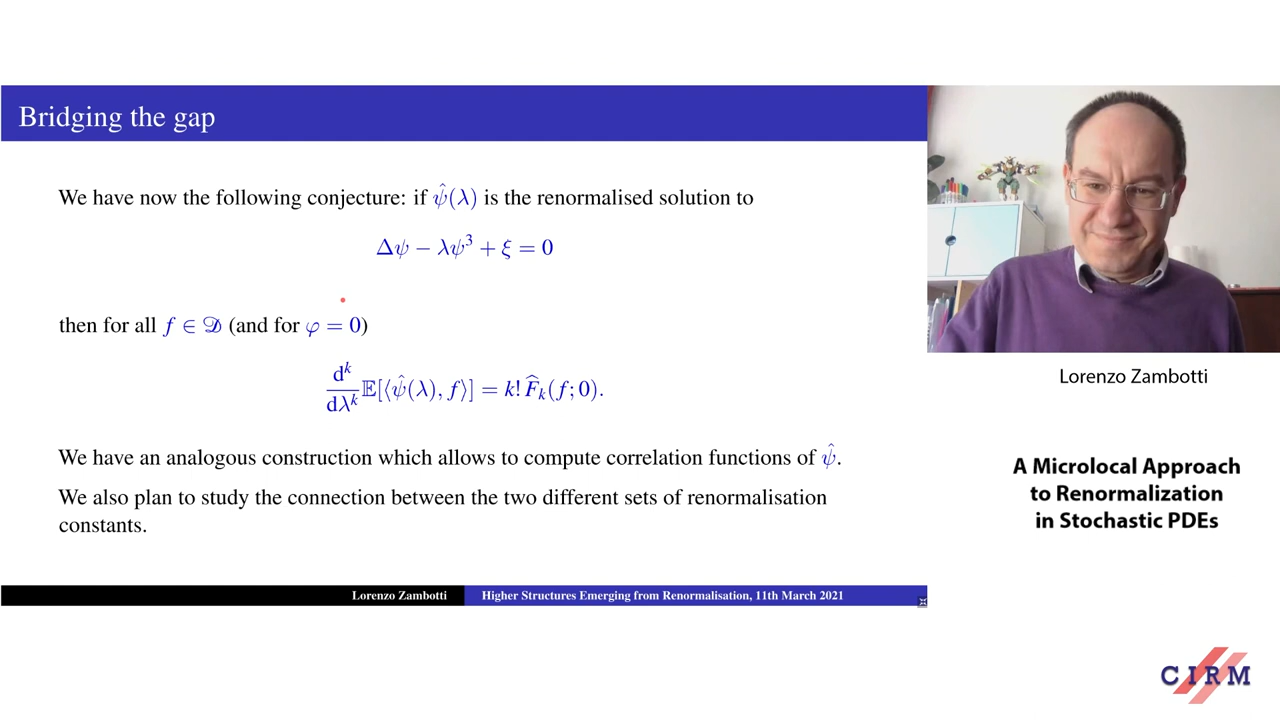 Bridging the gap
We have now the following conjecture: if ψ̂(λ) is the renormalised solution to
Δψ − λψ³ + ξ = 0
then for all f ∈ 𝒟 (and for φ = 0)
dᵏ/dλᵏ 𝔼[⟨ψ̂(λ), f⟩] = k! F̂ₖ(f; 0).
We have an analogous construction which allows to compute correlation functions of ψ̂.
We also plan to study the connection between the two different sets of renormalisation
constants.
Lorenzo Zambotti Higher Structures Emerging from Renormalisation, 11th March 2021
Lorenzo Zambotti
A Microlocal Approach
to Renormalization
in Stochastic PDEs
CIRM